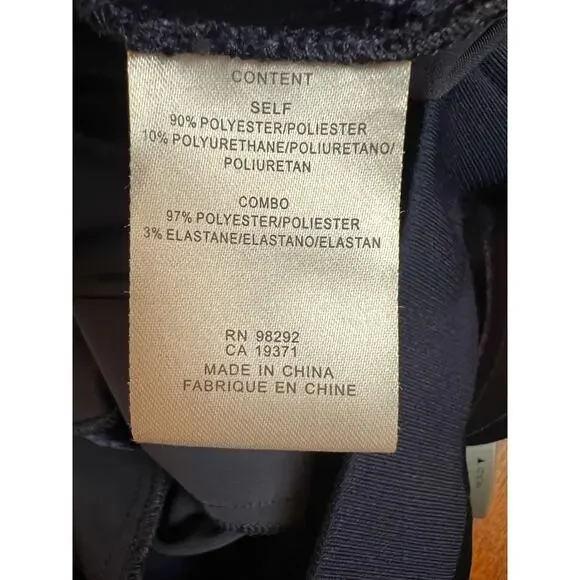 CONTENT
SELF
90% POLYESTER/POLIESTER
10% POLYURETHANE/POLIURETANO/
POLIURETAN
COMBO
97% POLYESTER/POLIESTER
3% ELASTANE/ELASTANO/ELASTAN
RN 98292
CA 19371
MADE IN CHINA
FABRIQUE EN CHINE